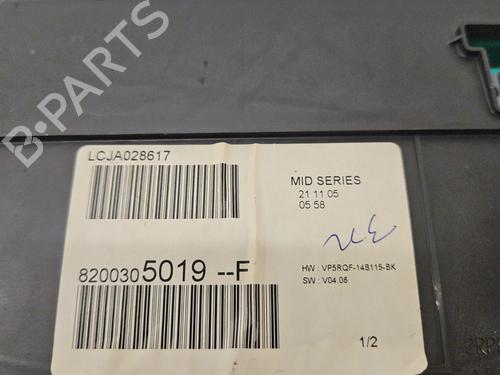 B-PARTS
LCJA028617
MID SERIES
21 11 05
05 58
8200305019 --F
HW : VP5RQF-14B115-BK
SW : V04.06
1/2